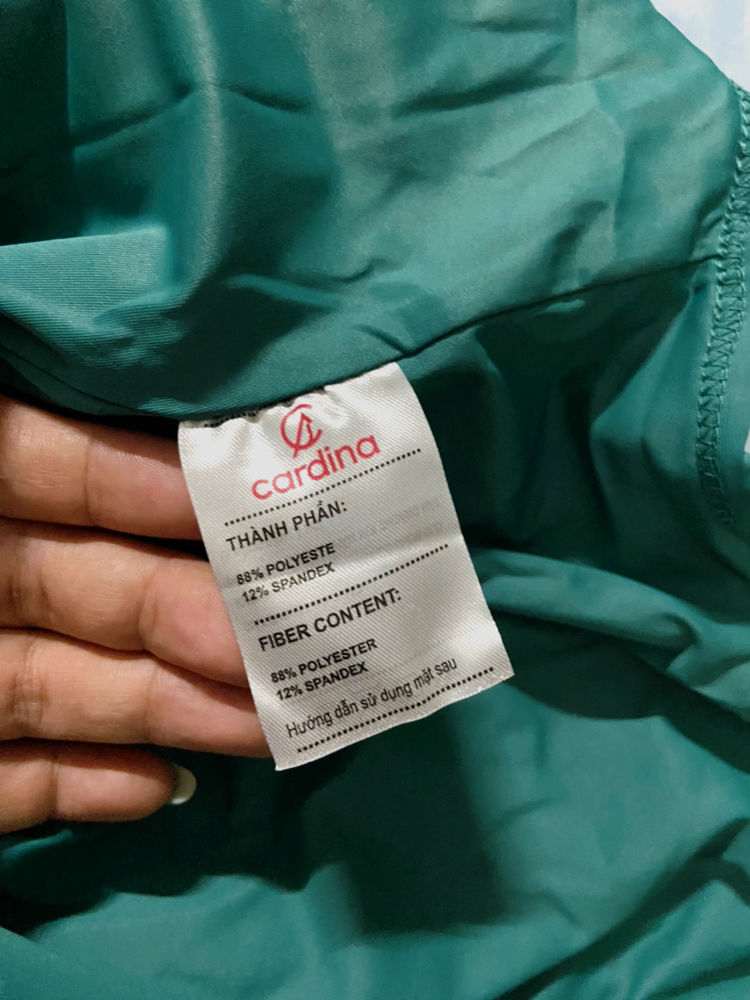 cardina
THÀNH PHẦN:
88% POLYESTE
12% SPANDEX
FIBER CONTENT:
88% POLYESTER
12% SPANDEX
Hướng dẫn sử dụng mặt sau